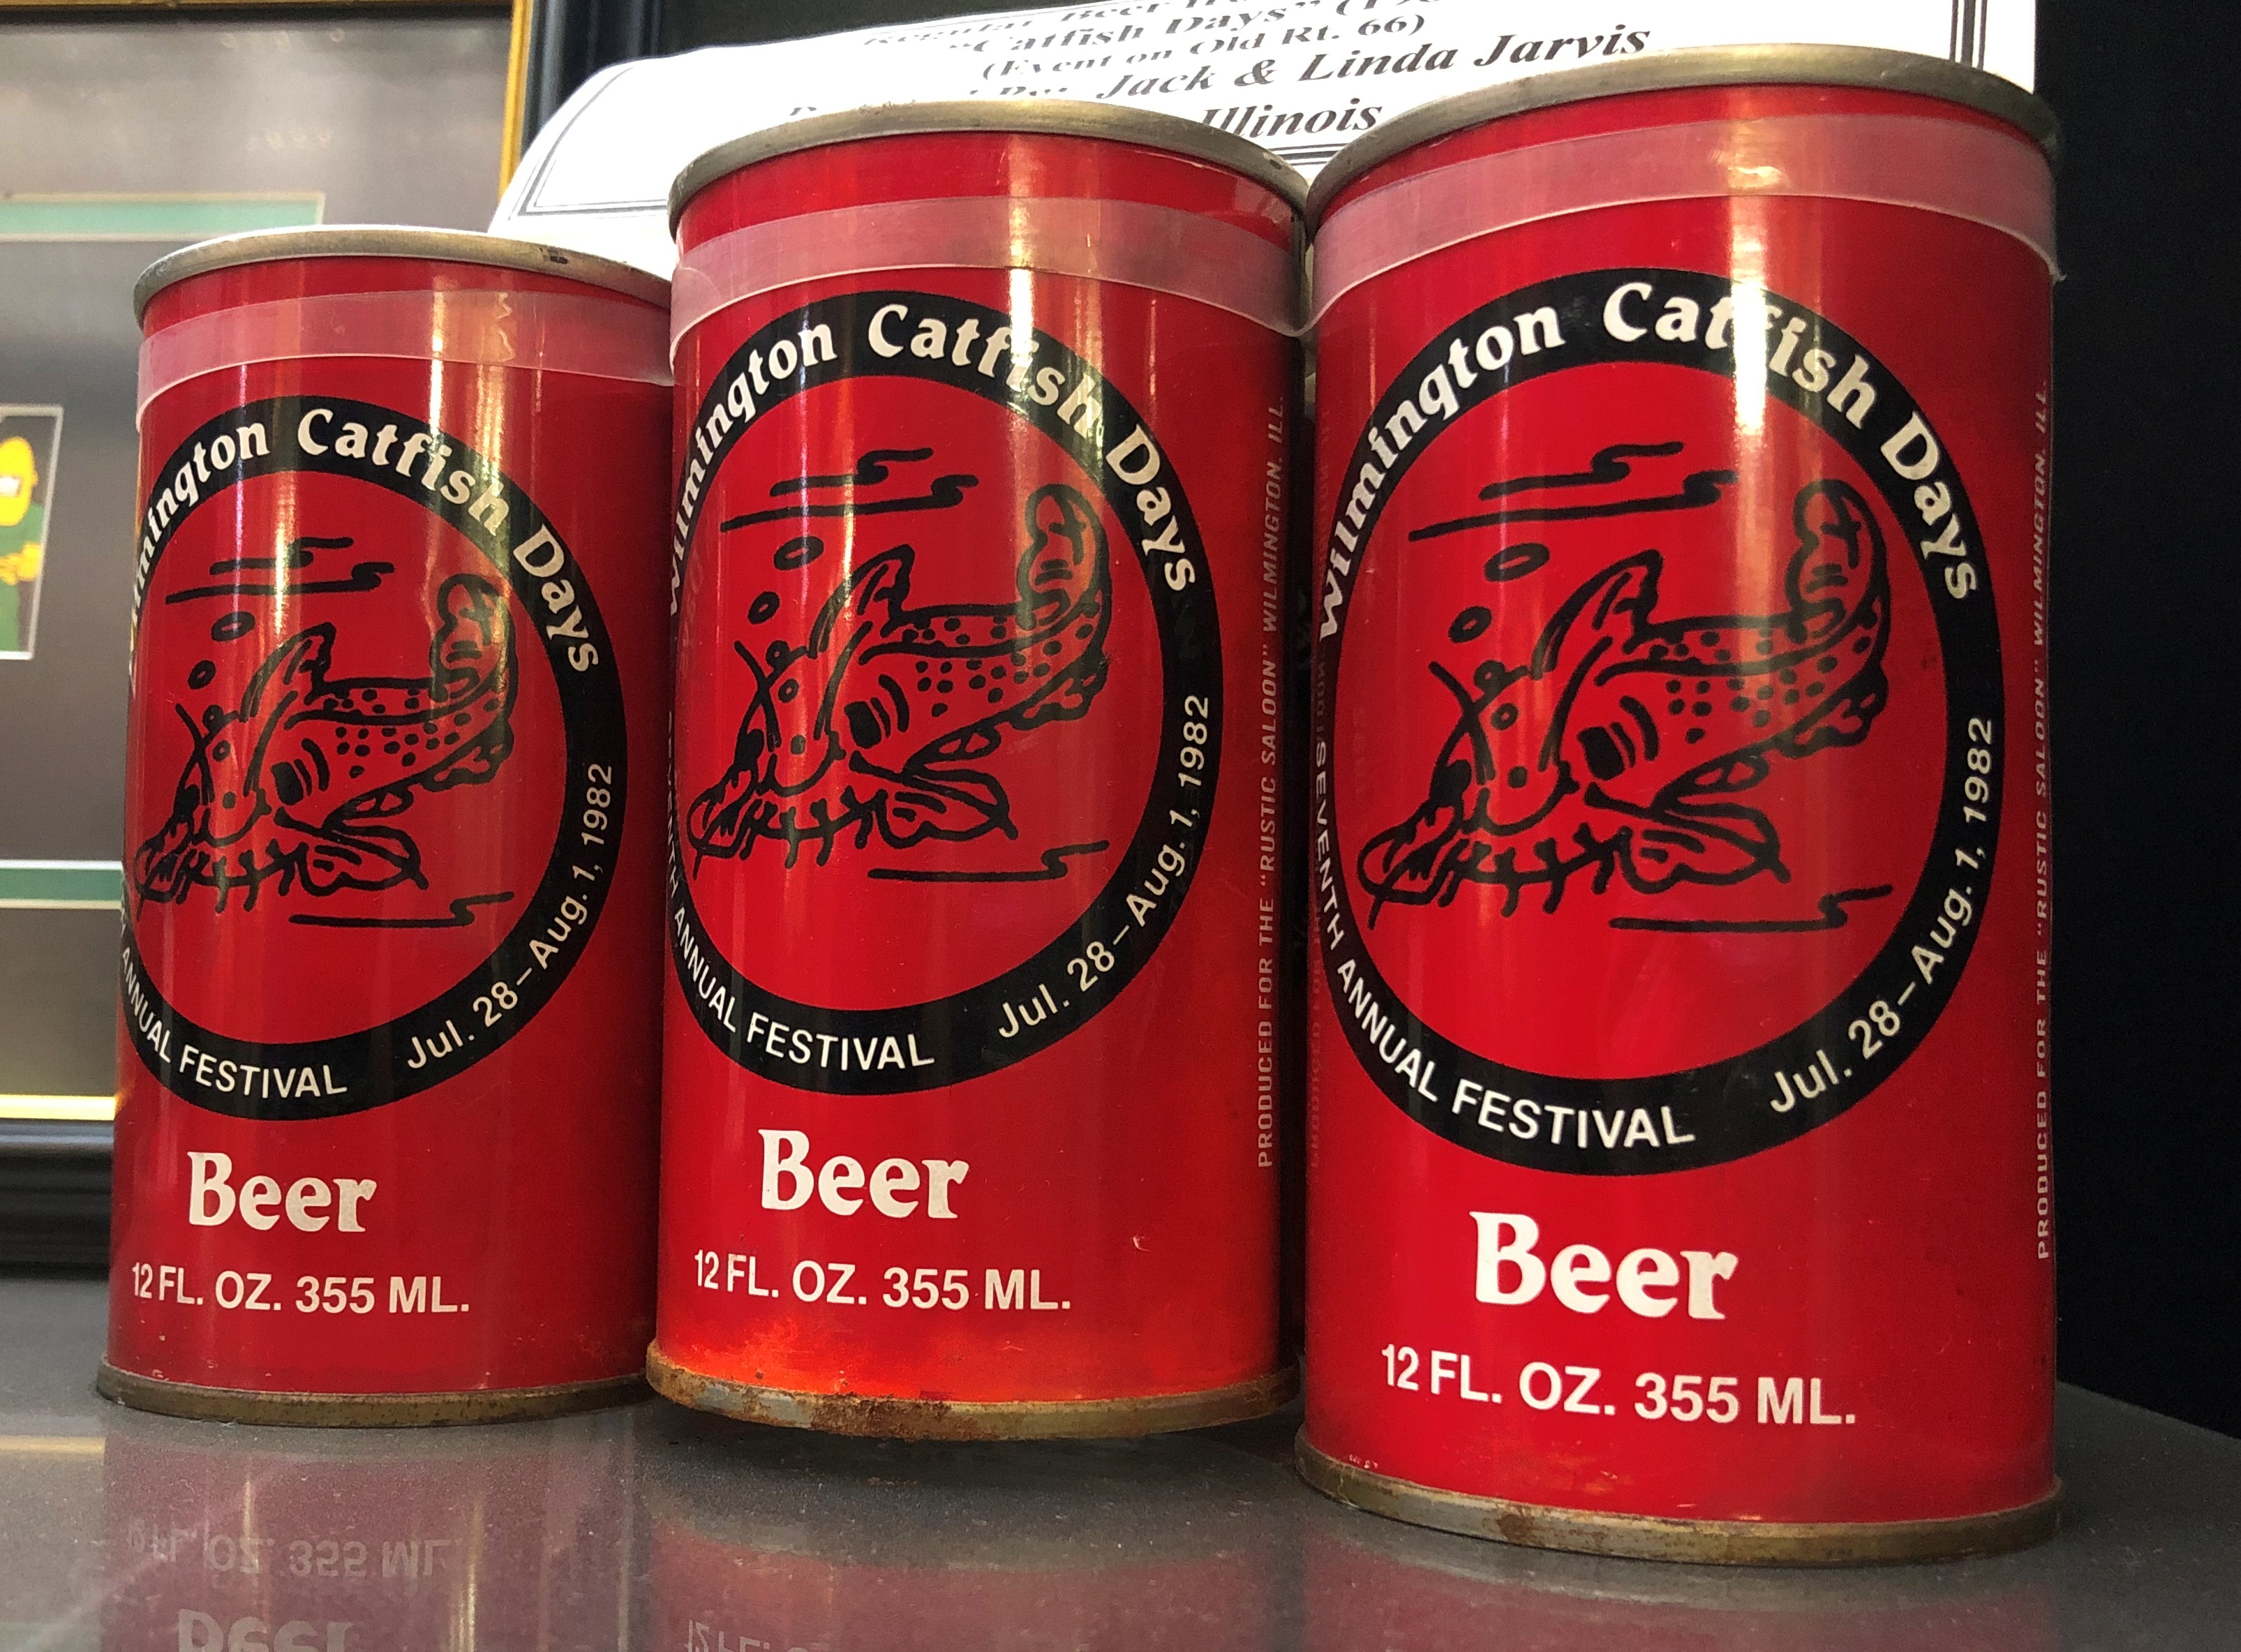 Regular Beer
"Catfish Days"
(Event on Old Rt. 66)
Jack & Linda Jarvis
Illinois
mington Catfish Days
ANNUAL FESTIVAL
Jul. 28–Aug. 1, 1982
Beer
12 FL. OZ. 355 ML.
Wilmington Catfish Days
ANNUAL FESTIVAL
Jul. 28–Aug. 1, 1982
Beer
12 FL. OZ. 355 ML.
PRODUCED FOR THE "RUSTIC SALOON" WILMINGTON, ILL.
Wilmington Catfish Days
SEVENTH ANNUAL FESTIVAL
Jul. 28–Aug. 1, 1982
Beer
12 FL. OZ. 355 ML.
PRODUCED FOR THE "RUSTIC SALOON" WILMINGTON, ILL.